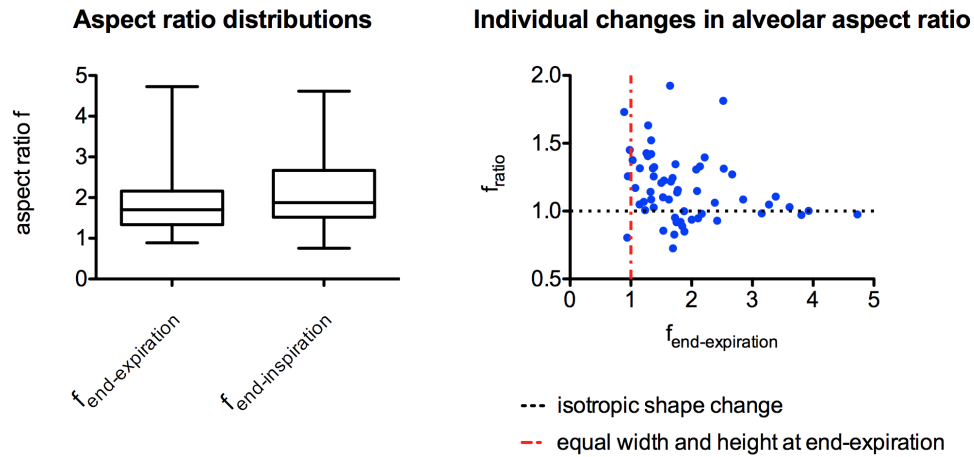 Aspect ratio distributions
aspect ratio f
5
4
3
2
1
0
f end-expiration
f end-inspiration
Individual changes in alveolar aspect ratio
f ratio
2.0
1.5
1.0
0.5
0 1 2 3 4 5
f end-expiration
isotropic shape change
equal width and height at end-expiration